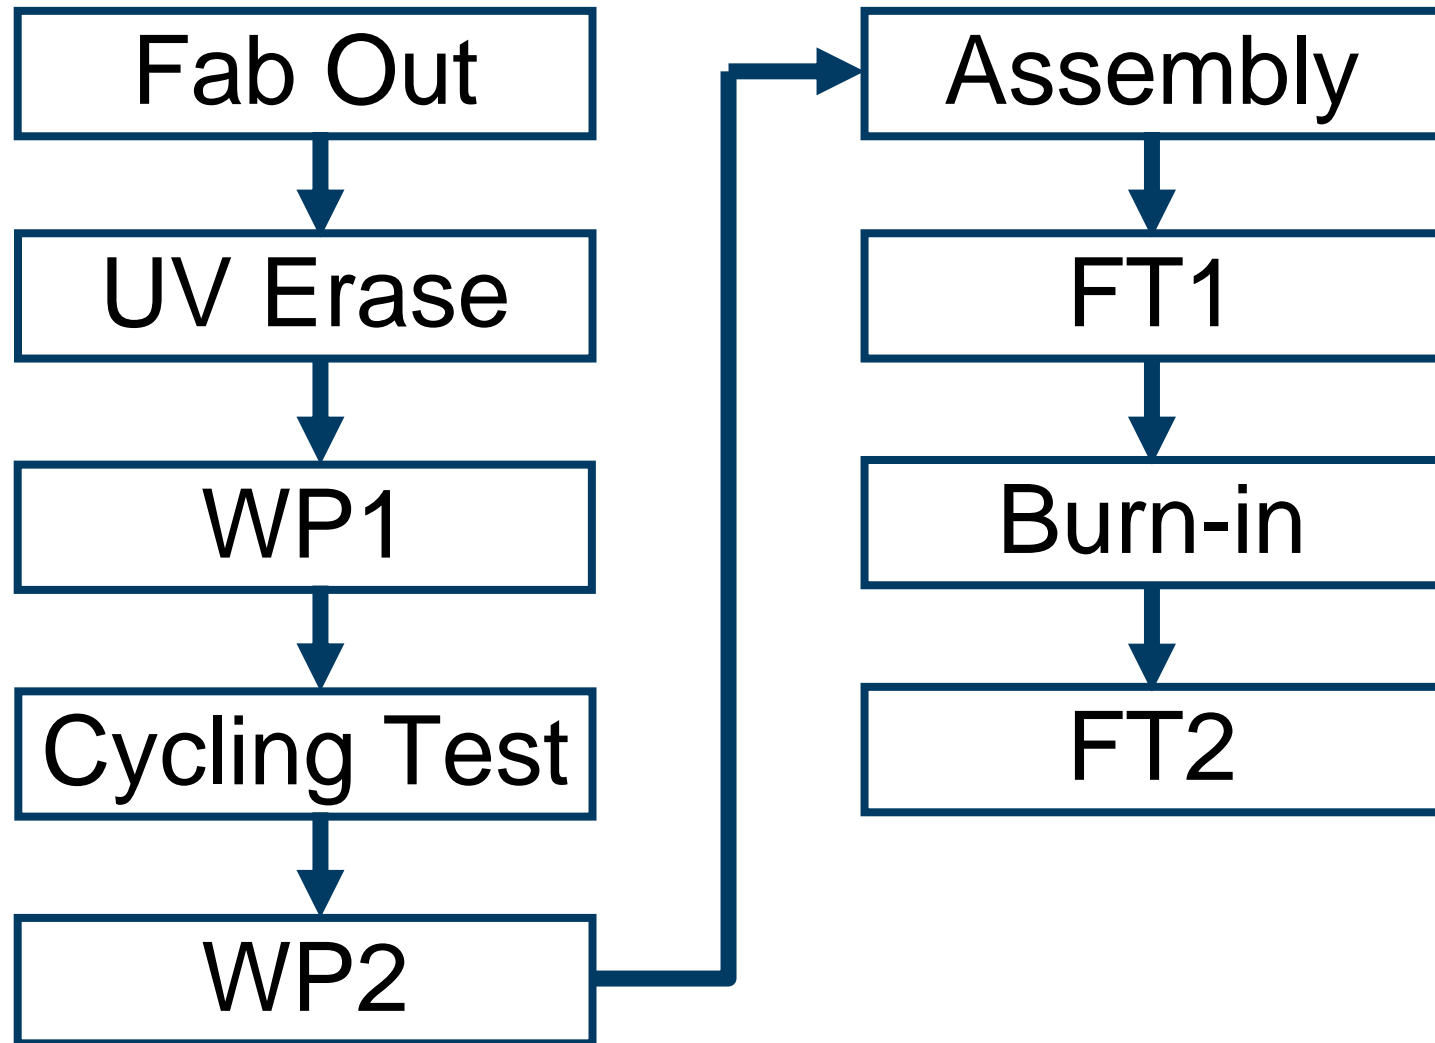 Fab Out
UV Erase
WP1
Cycling Test
WP2
Assembly
FT1
Burn-in
FT2